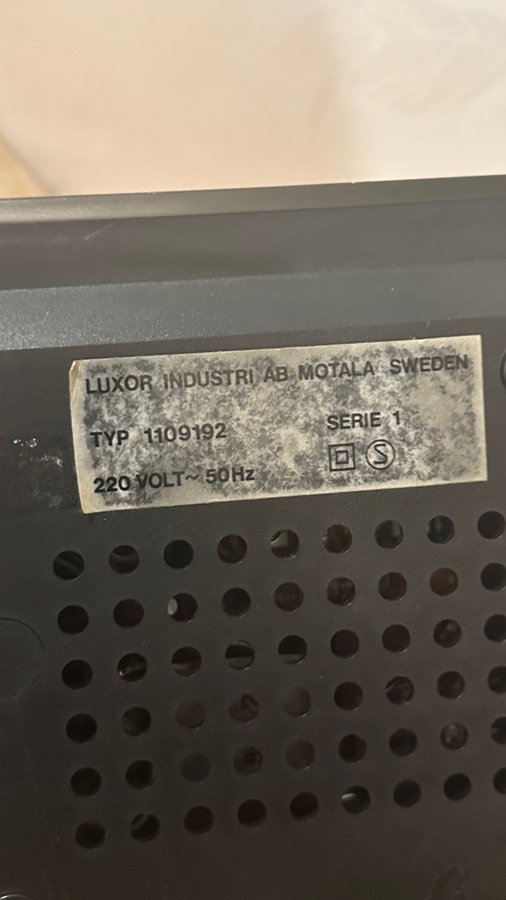 LUXOR INDUSTRI AB MOTALA SWEDEN
TYP 1109192 SERIE 1
S
220 VOLT~ 50Hz